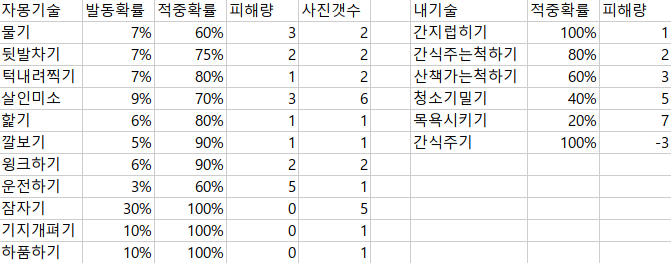 자몽기술 발동확률 적중확률 피해량 사진갯수 내기술 적중확률 피해량
물기 7% 60% 3 2 간지럽히기 100% 1
뒷발차기 7% 75% 2 2 간식주는척하기 80% 2
턱내려찍기 7% 80% 1 2 산책가는척하기 60% 3
살인미소 9% 70% 3 6 청소기밀기 40% 5
핥기 6% 80% 1 1 목욕시키기 20% 7
깔보기 5% 90% 1 1 간식주기 100% -3
윙크하기 6% 90% 2 2
운전하기 3% 60% 5 1
잠자기 30% 100% 0 5
기지개펴기 10% 100% 0 1
하품하기 10% 100% 0 1